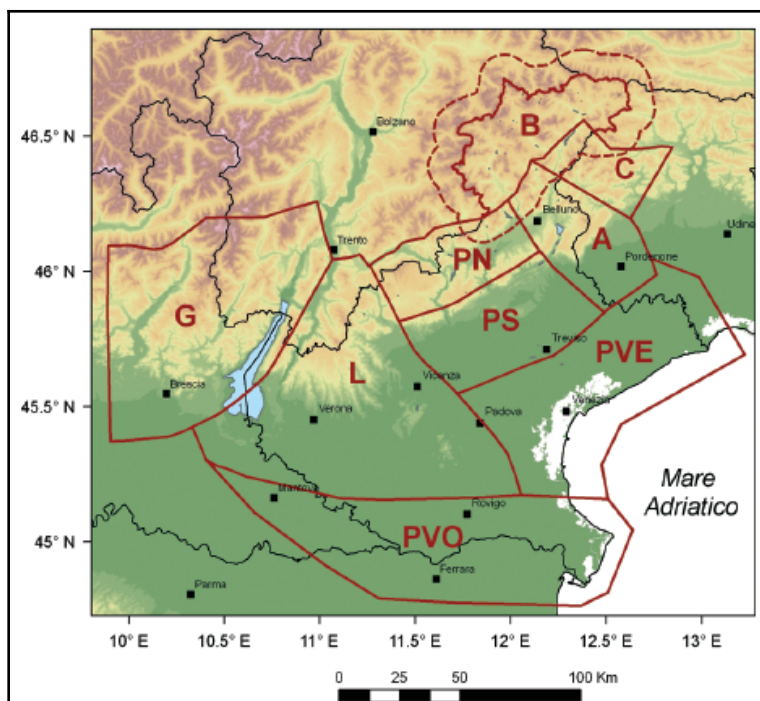 46.5° N
46° N
45.5° N
45° N
10° E
10.5° E
11° E
11.5° E
12° E
12.5° E
13° E
Bolzano
B
C
Belluno
Udine
A
Trento
PN
Pordenone
G
PS
Treviso
PVE
L
Brescia
Vicenza
Verona
Padova
Venezia
Mare
Adriatico
Mantova
Rovigo
PVO
Ferrara
Parma
0 25 50 100 Km